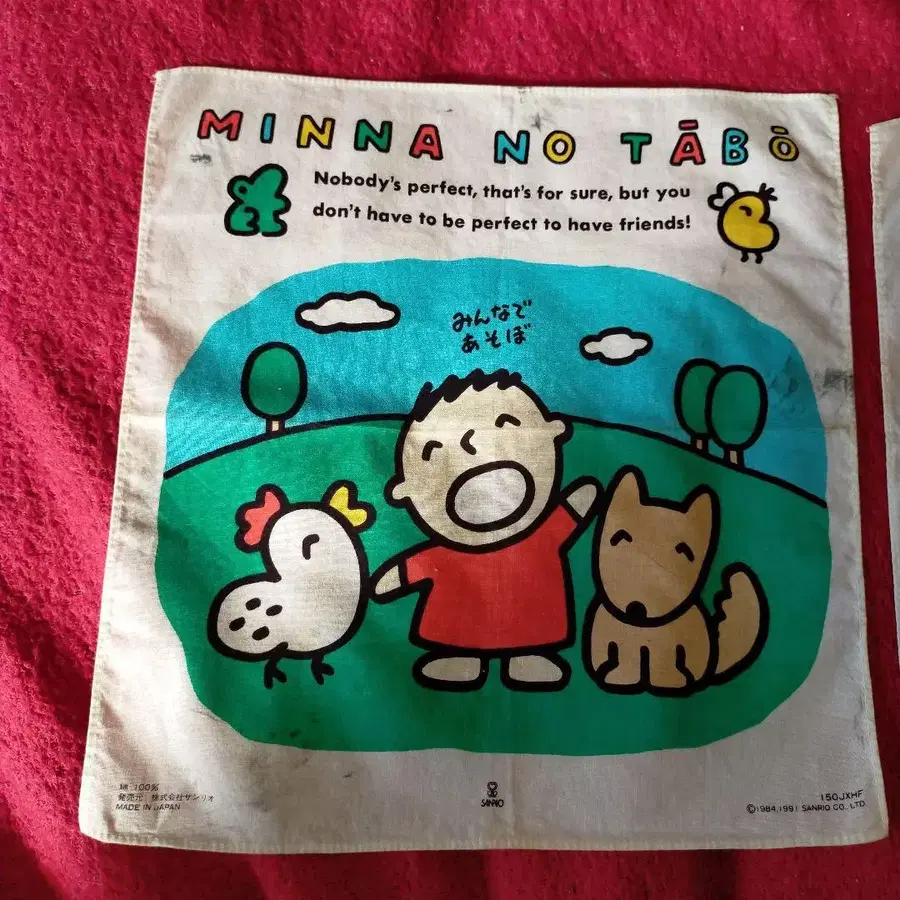 MINNA NO TĀBŌ
Nobody's perfect, that's for sure, but you
don't have to be perfect to have friends!
みんなで
あそぼ
綿 100%
発売元 株式会社サンリオ
MADE IN JAPAN
SANRIO
150JXHF
©1984,1991 SANRIO CO., LTD.